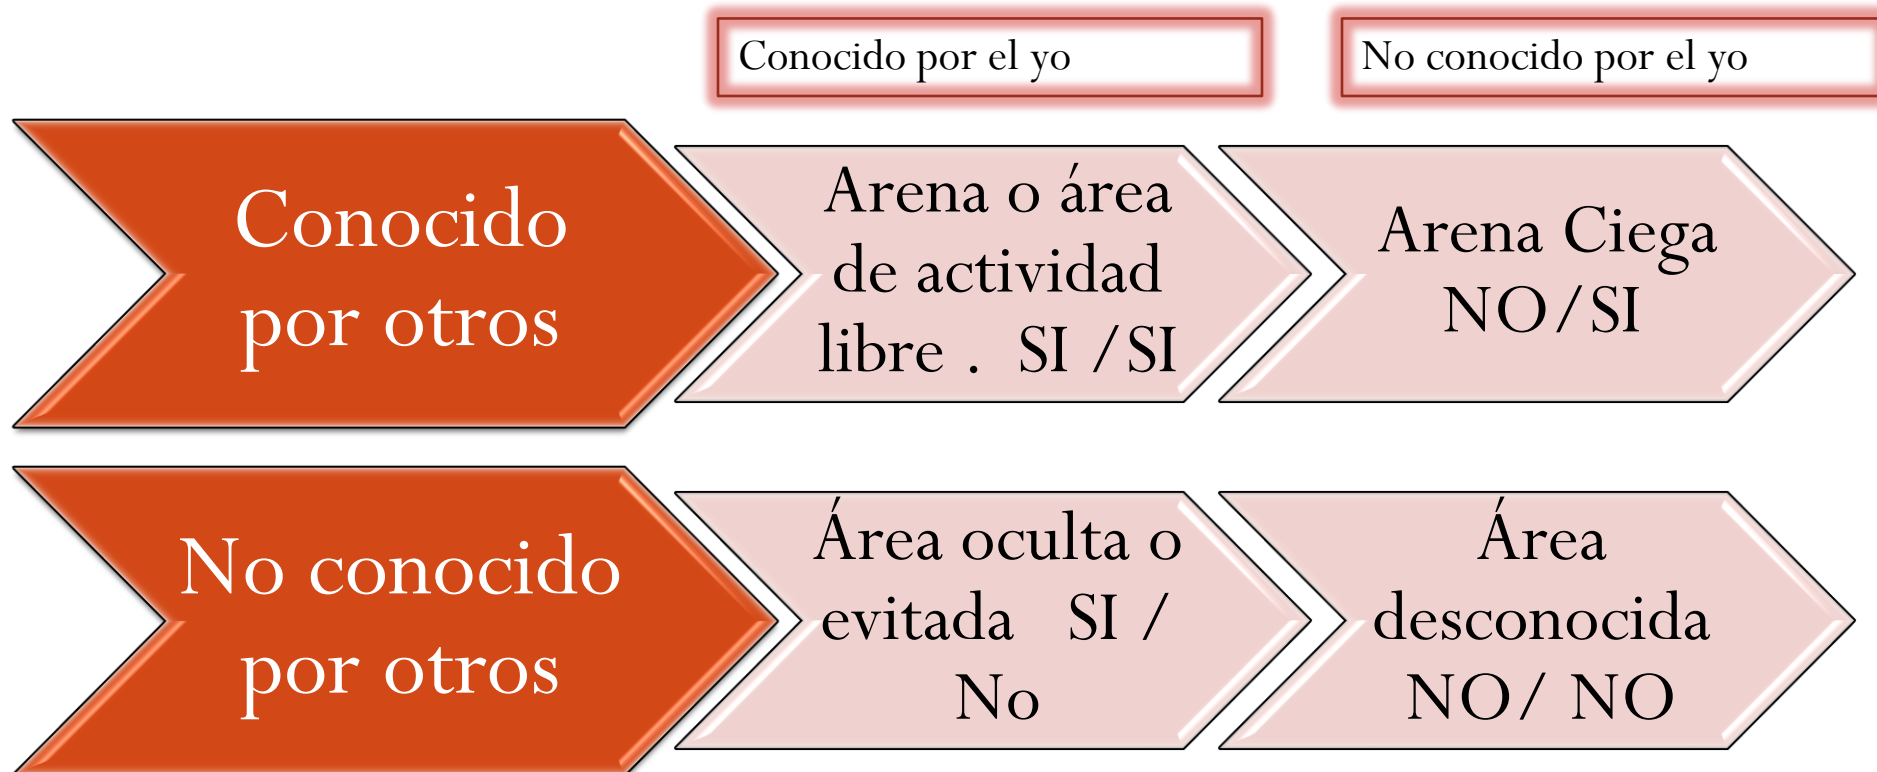 Conocido por el yo
No conocido por el yo
Conocido
por otros
Arena o área
de actividad
libre .  SI /SI
Arena Ciega
NO/SI
No conocido
por otros
Área oculta o
evitada   SI /
No
Área
desconocida
NO/ NO